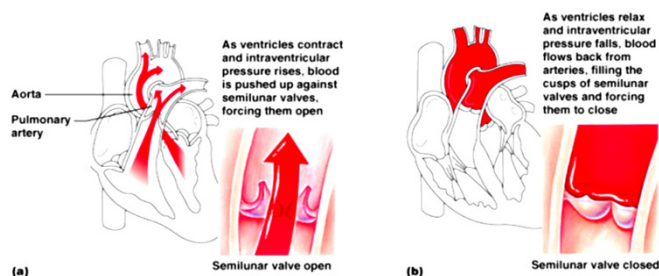 As ventricles contract
and intraventricular
pressure rises, blood
is pushed up against
semilunar valves,
forcing them open
Aorta
Pulmonary
artery
Semilunar valve open
(a)
As ventricles relax
and intraventricular
pressure falls, blood
flows back from
arteries, filling the
cusps of semilunar
valves and forcing
them to close
Semilunar valve closed
(b)